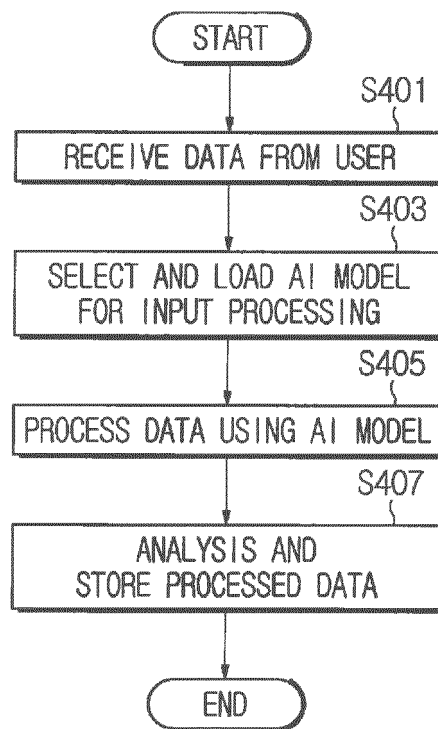 START
S401
RECEIVE DATA FROM USER
S403
SELECT AND LOAD AI MODEL
FOR INPUT PROCESSING
S405
PROCESS DATA USING AI MODEL
S407
ANALYSIS AND
STORE PROCESSED DATA
END